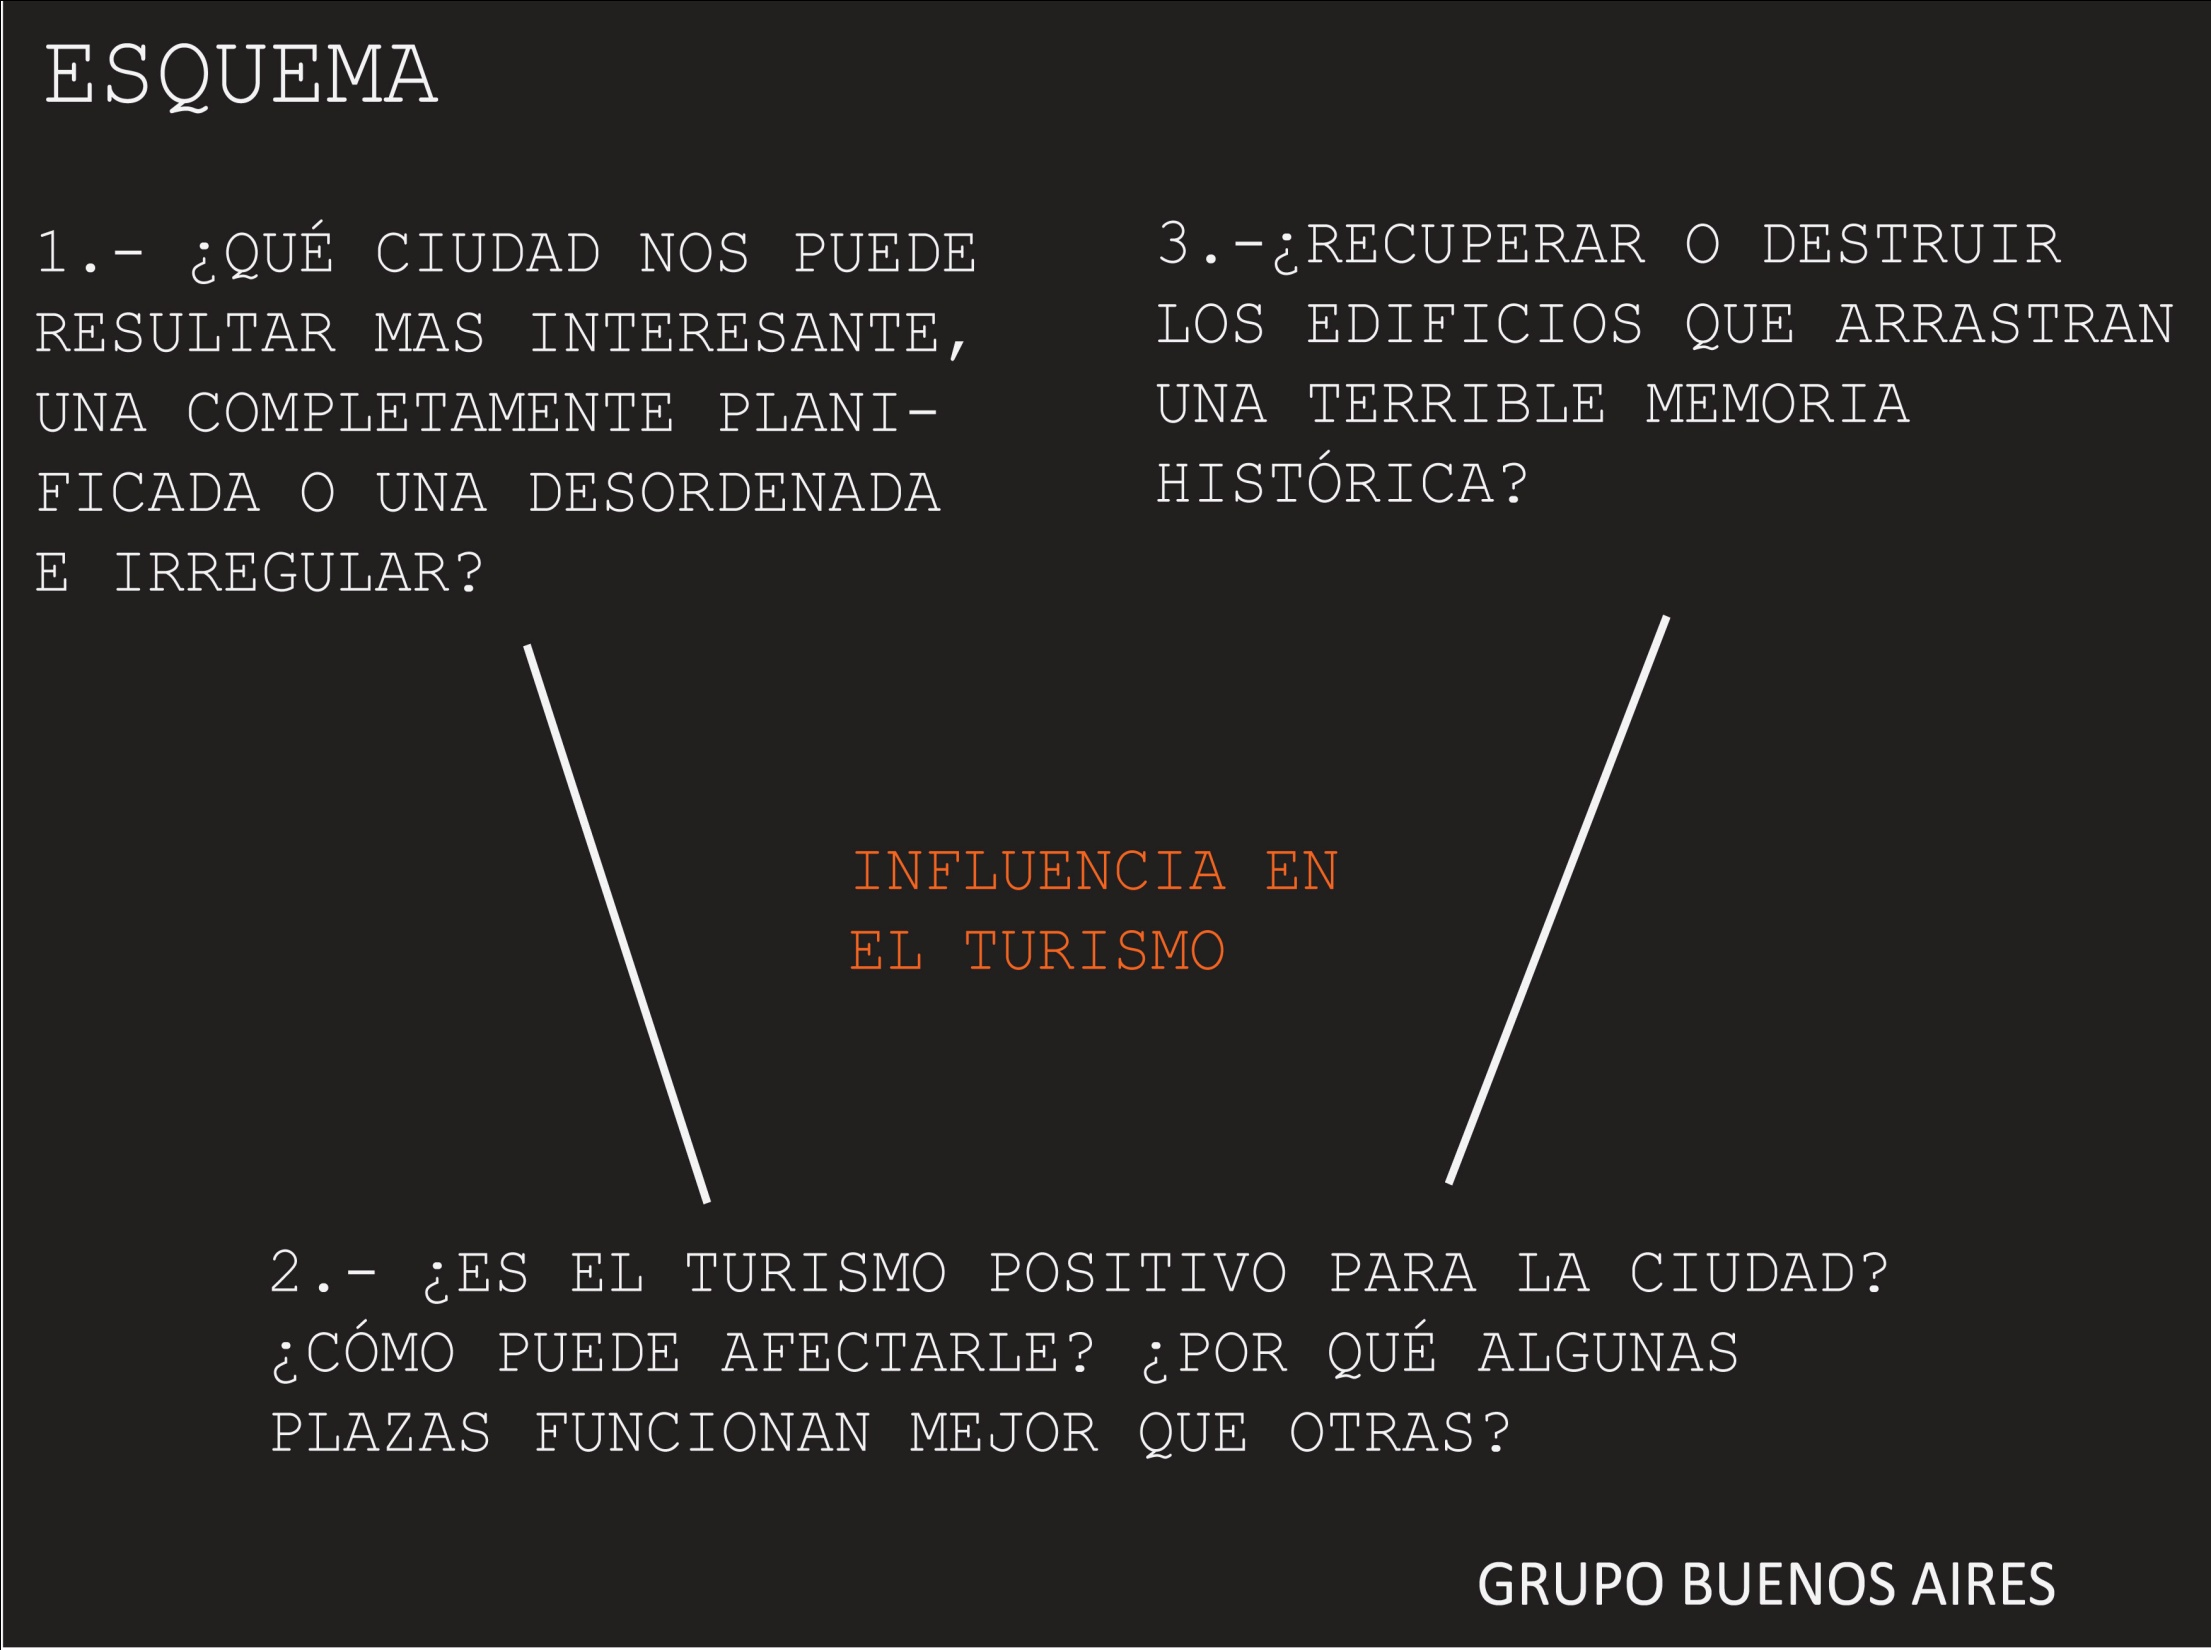 ESQUEMA
1.- ¿QUÉ CIUDAD NOS PUEDE
RESULTAR MAS INTERESANTE,
UNA COMPLETAMENTE PLANI-
FICADA O UNA DESORDENADA
E IRREGULAR?
3.-¿RECUPERAR O DESTRUIR
LOS EDIFICIOS QUE ARRASTRAN
UNA TERRIBLE MEMORIA
HISTÓRICA?
INFLUENCIA EN
EL TURISMO
2.- ¿ES EL TURISMO POSITIVO PARA LA CIUDAD?
¿CÓMO PUEDE AFECTARLE? ¿POR QUÉ ALGUNAS
PLAZAS FUNCIONAN MEJOR QUE OTRAS?
GRUPO BUENOS AIRES